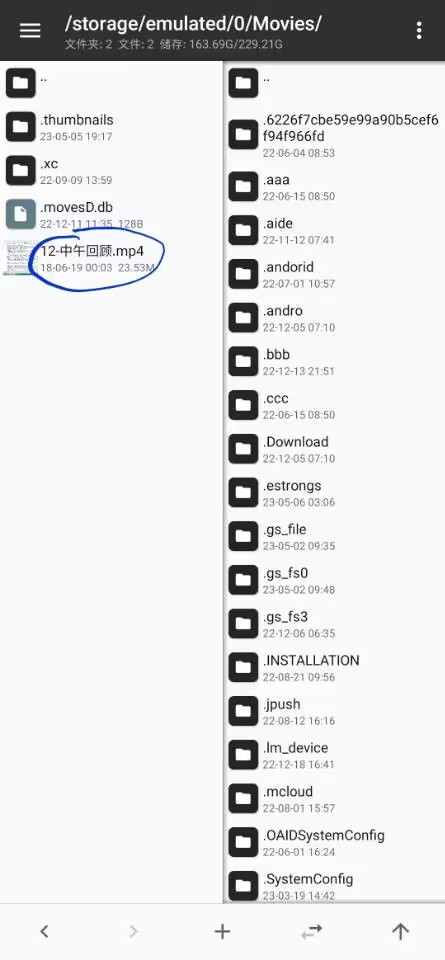 /storage/emulated/0/Movies/
文件夹: 2 文件: 2 储存: 163.69G/229.21G
..
.thumbnails
23-05-05 19:17
.xc
22-09-09 13:59
.movesD.db
22-12-11 11:35 128B
12-中午回顾.mp4
18-06-19 00:03 23.53M
..
.6226f7cbe59e99a90b5cef6
f94f966fd
22-06-04 08:53
.aaa
22-06-15 08:50
.aide
22-11-12 07:41
.andorid
22-07-01 10:57
.andro
22-12-05 07:10
.bbb
22-12-13 21:51
.ccc
22-06-15 08:50
.Download
22-12-05 07:10
.estrongs
23-05-06 03:06
.gs_file
23-05-02 09:35
.gs_fs0
23-05-02 09:48
.gs_fs3
22-12-06 06:35
.INSTALLATION
22-08-21 09:56
.jpush
22-08-12 16:16
.lm_device
22-12-18 16:41
.mcloud
22-08-01 15:57
.OAIDSystemConfig
22-06-01 16:24
.SystemConfig
23-03-19 14:42